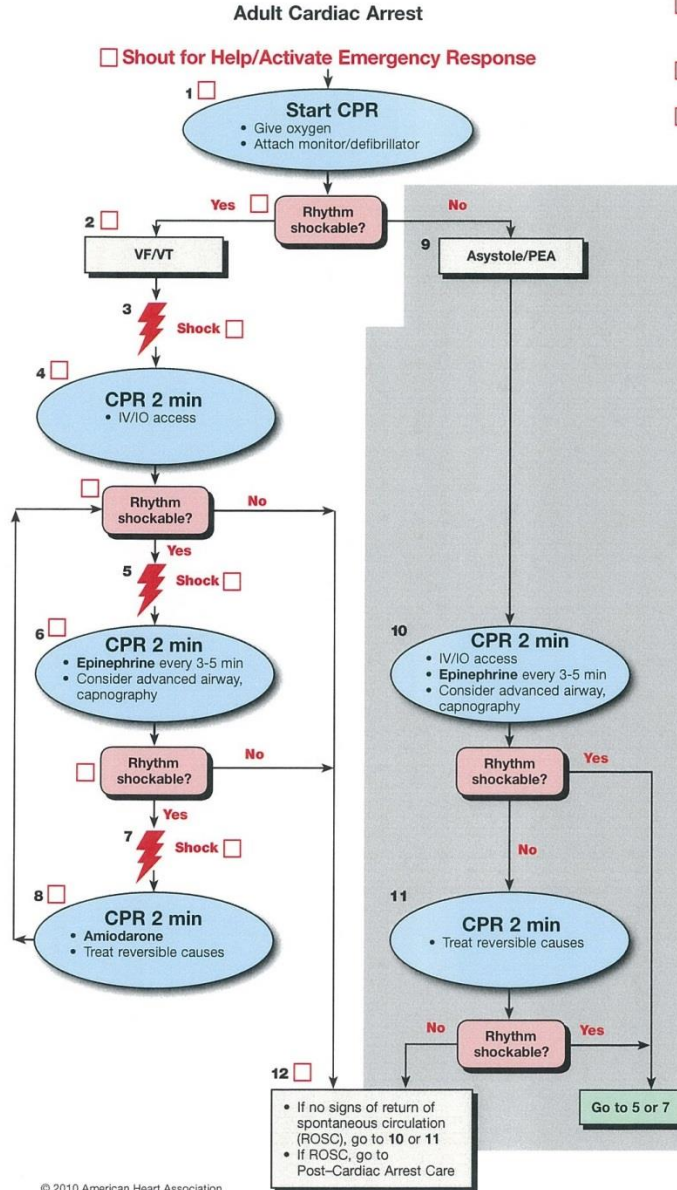 Adult Cardiac Arrest
Shout for Help/Activate Emergency Response
1
Start CPR
• Give oxygen
• Attach monitor/defibrillator
Yes
Rhythm
shockable?
No
2
VF/VT
9
Asystole/PEA
3
Shock
4
CPR 2 min
• IV/IO access
Rhythm
shockable?
No
Yes
5
Shock
6
CPR 2 min
• Epinephrine every 3-5 min
• Consider advanced airway,
capnography
10
CPR 2 min
• IV/IO access
• Epinephrine every 3-5 min
• Consider advanced airway,
capnography
Rhythm
shockable?
No
Yes
Rhythm
shockable?
Yes
No
7
Shock
8
CPR 2 min
• Amiodarone
• Treat reversible causes
11
CPR 2 min
• Treat reversible causes
No
Rhythm
shockable?
Yes
12
• If no signs of return of
spontaneous circulation
(ROSC), go to 10 or 11
• If ROSC, go to
Post–Cardiac Arrest Care
Go to 5 or 7
© 2010 American Heart Association